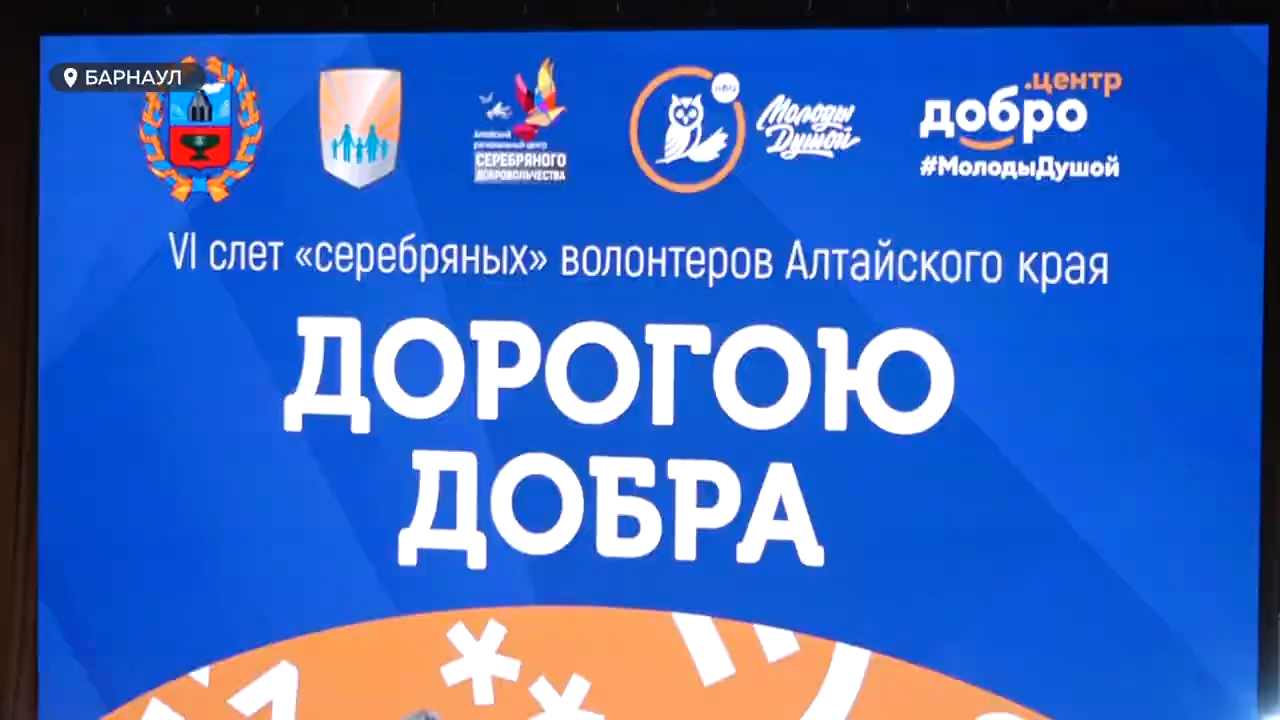 БАРНАУЛ
Алтайский
региональный центр
СЕРЕБРЯНОГО
ДОБРОВОЛЬЧЕСТВА
Молоды
Душой
.центр
добро
#МолодыДушой
VI слет «серебряных» волонтеров Алтайского края
ДОРОГОЮ
ДОБРА